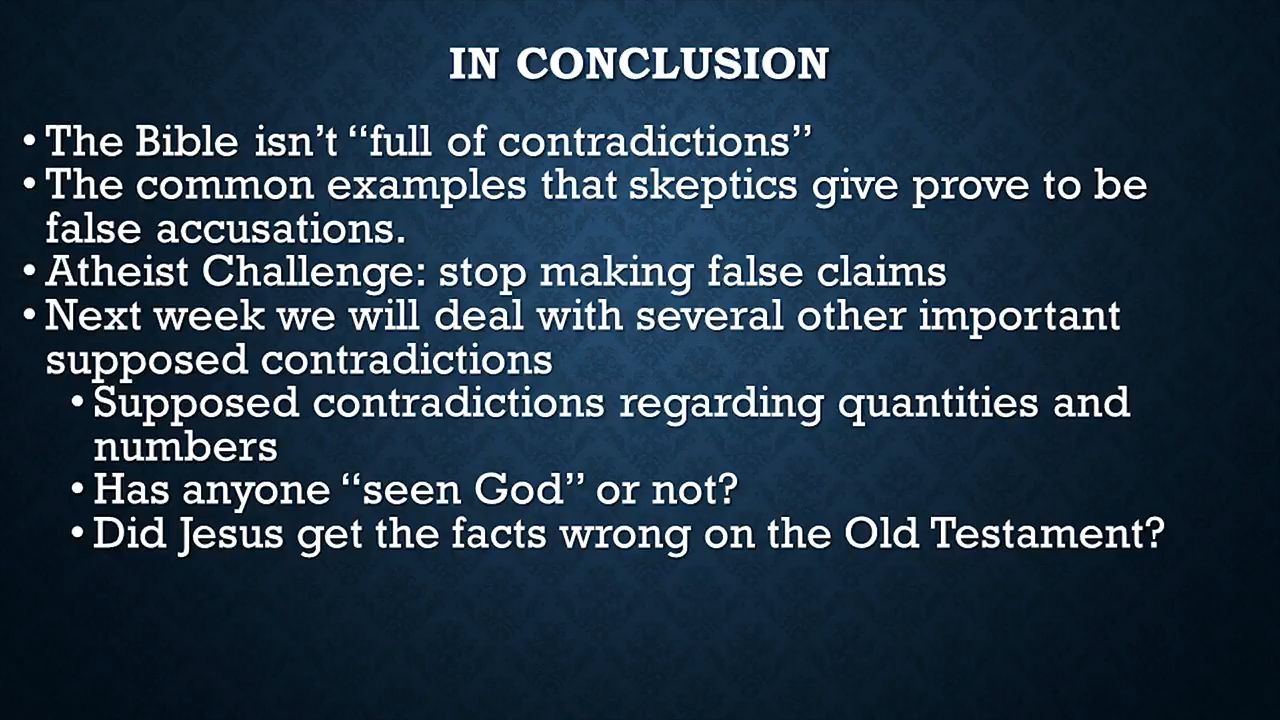 IN CONCLUSION
• The Bible isn’t “full of contradictions”
• The common examples that skeptics give prove to be
false accusations.
• Atheist Challenge: stop making false claims
• Next week we will deal with several other important
supposed contradictions
• Supposed contradictions regarding quantities and
numbers
• Has anyone “seen God” or not?
• Did Jesus get the facts wrong on the Old Testament?